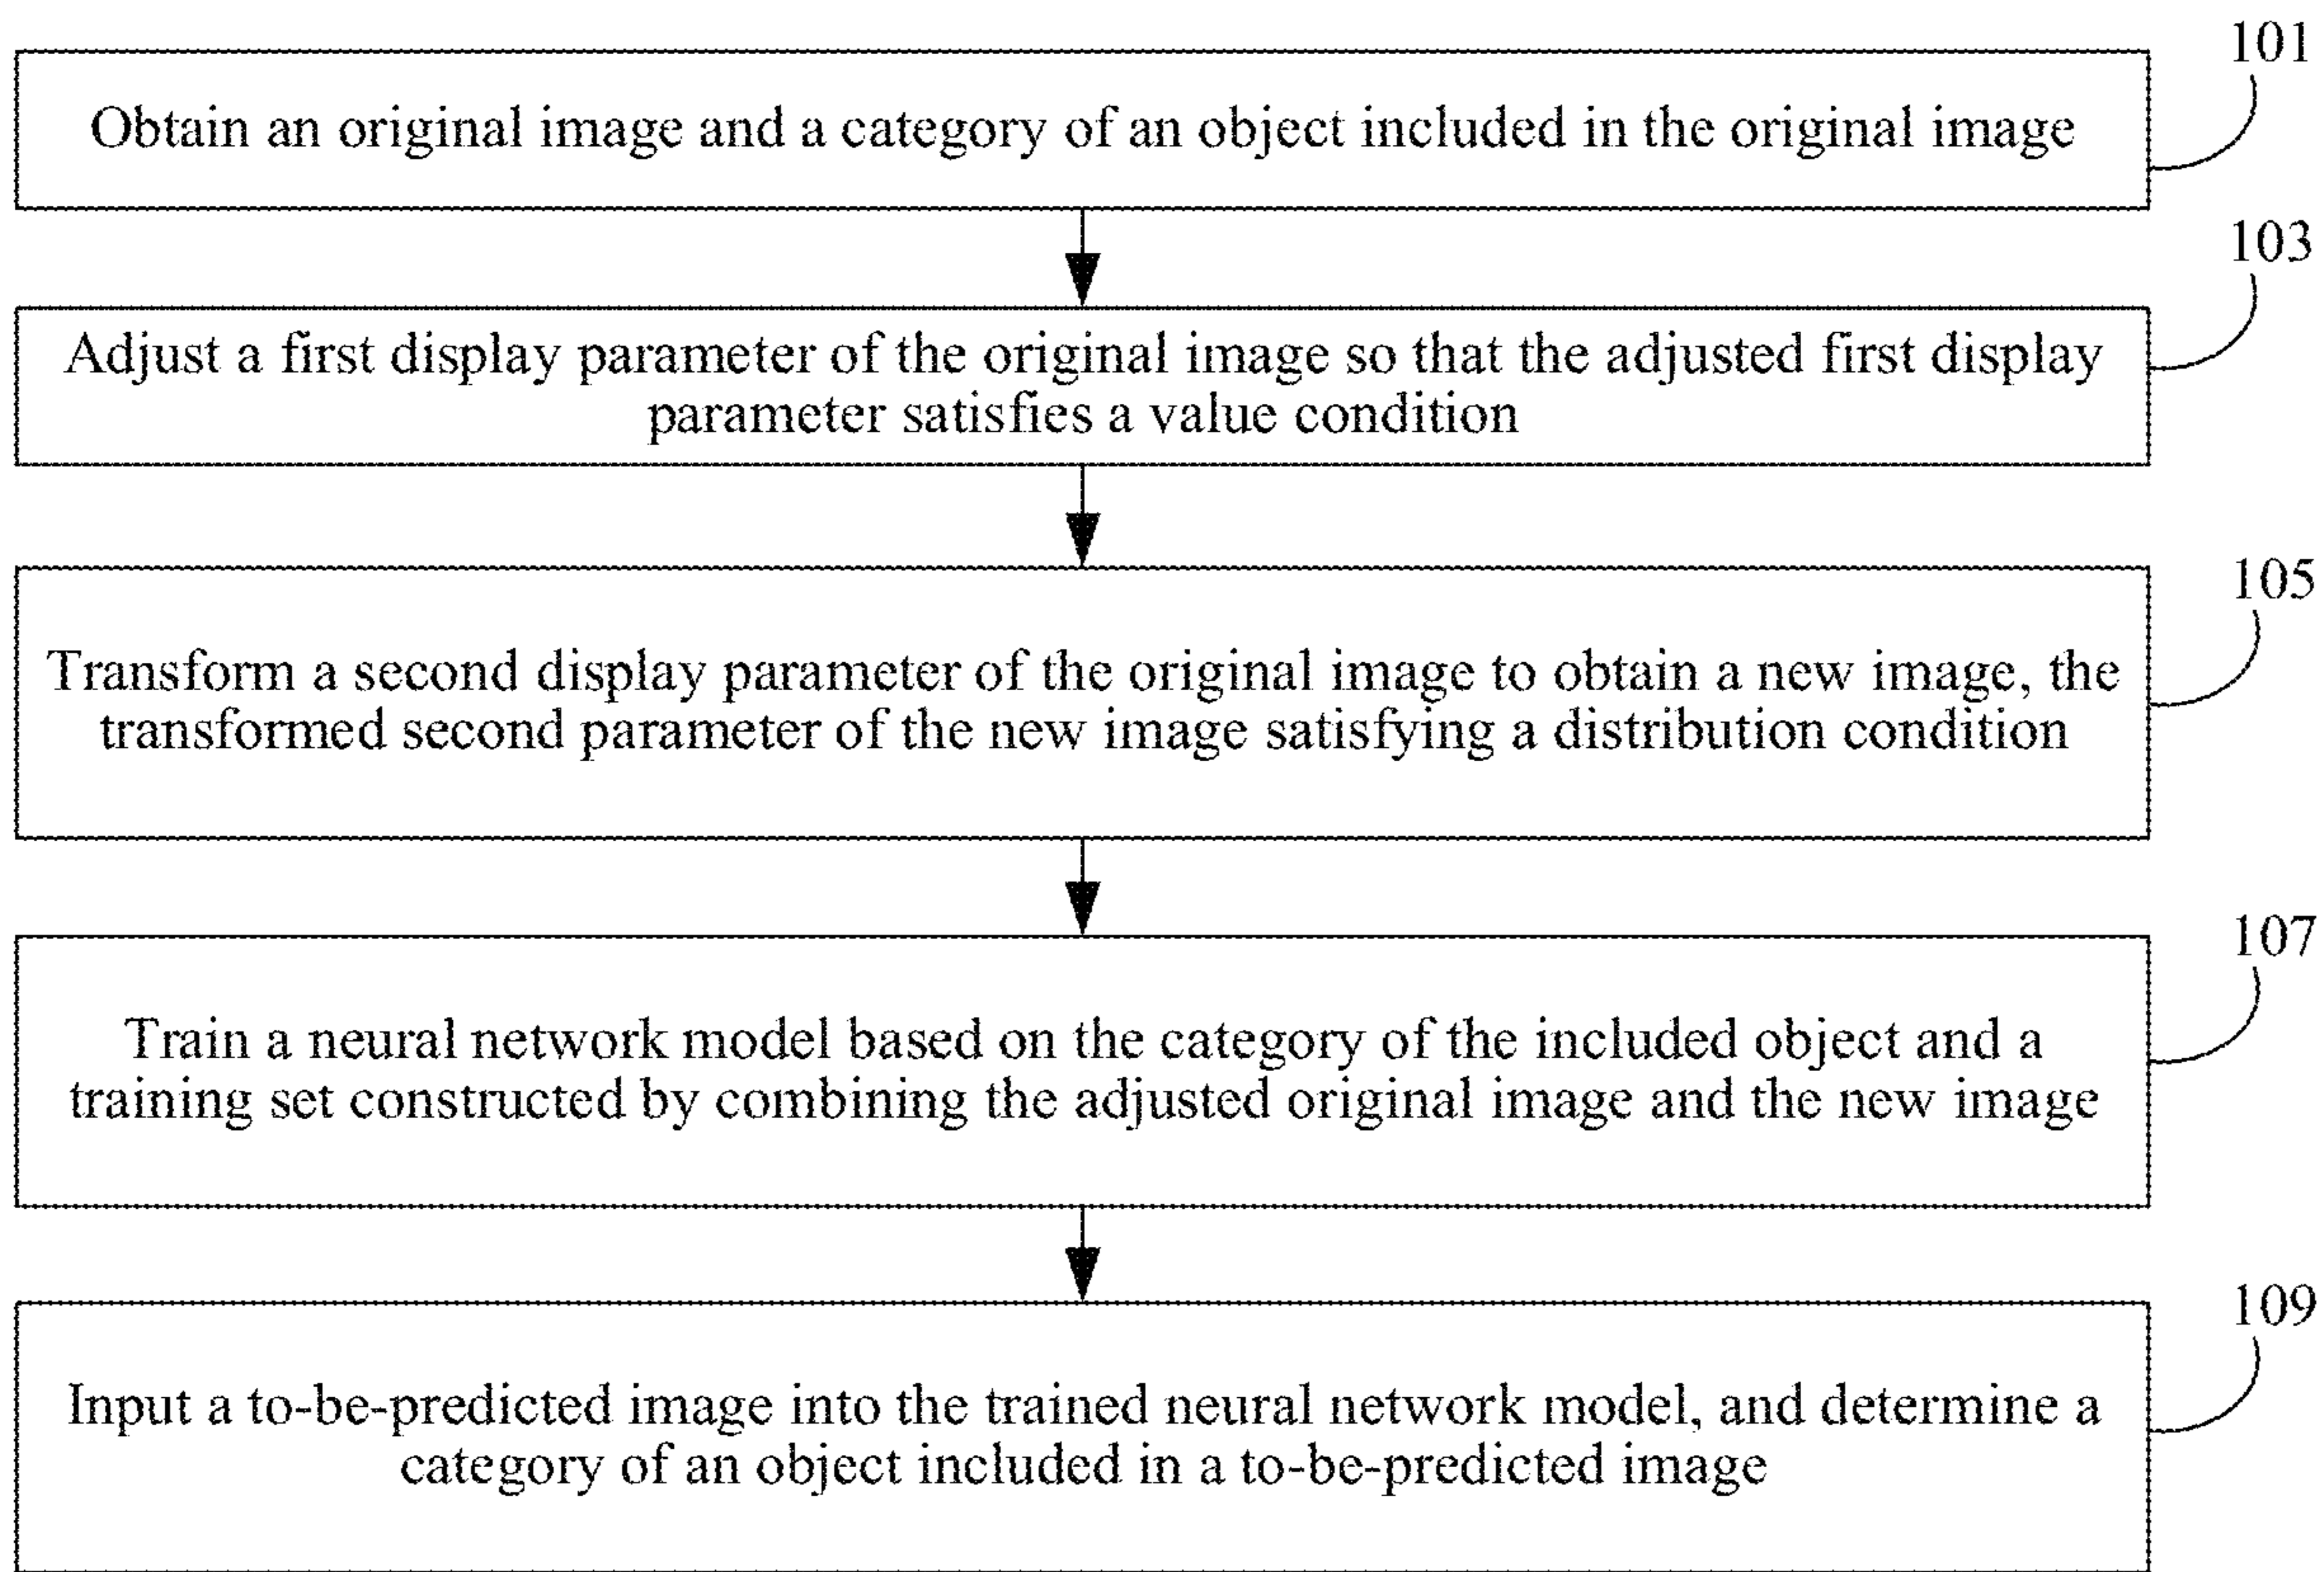 101
Obtain an original image and a category of an object included in the original image
103
Adjust a first display parameter of the original image so that the adjusted first display
parameter satisfies a value condition
105
Transform a second display parameter of the original image to obtain a new image, the
transformed second parameter of the new image satisfying a distribution condition
107
Train a neural network model based on the category of the included object and a
training set constructed by combining the adjusted original image and the new image
109
Input a to-be-predicted image into the trained neural network model, and determine a
category of an object included in a to-be-predicted image